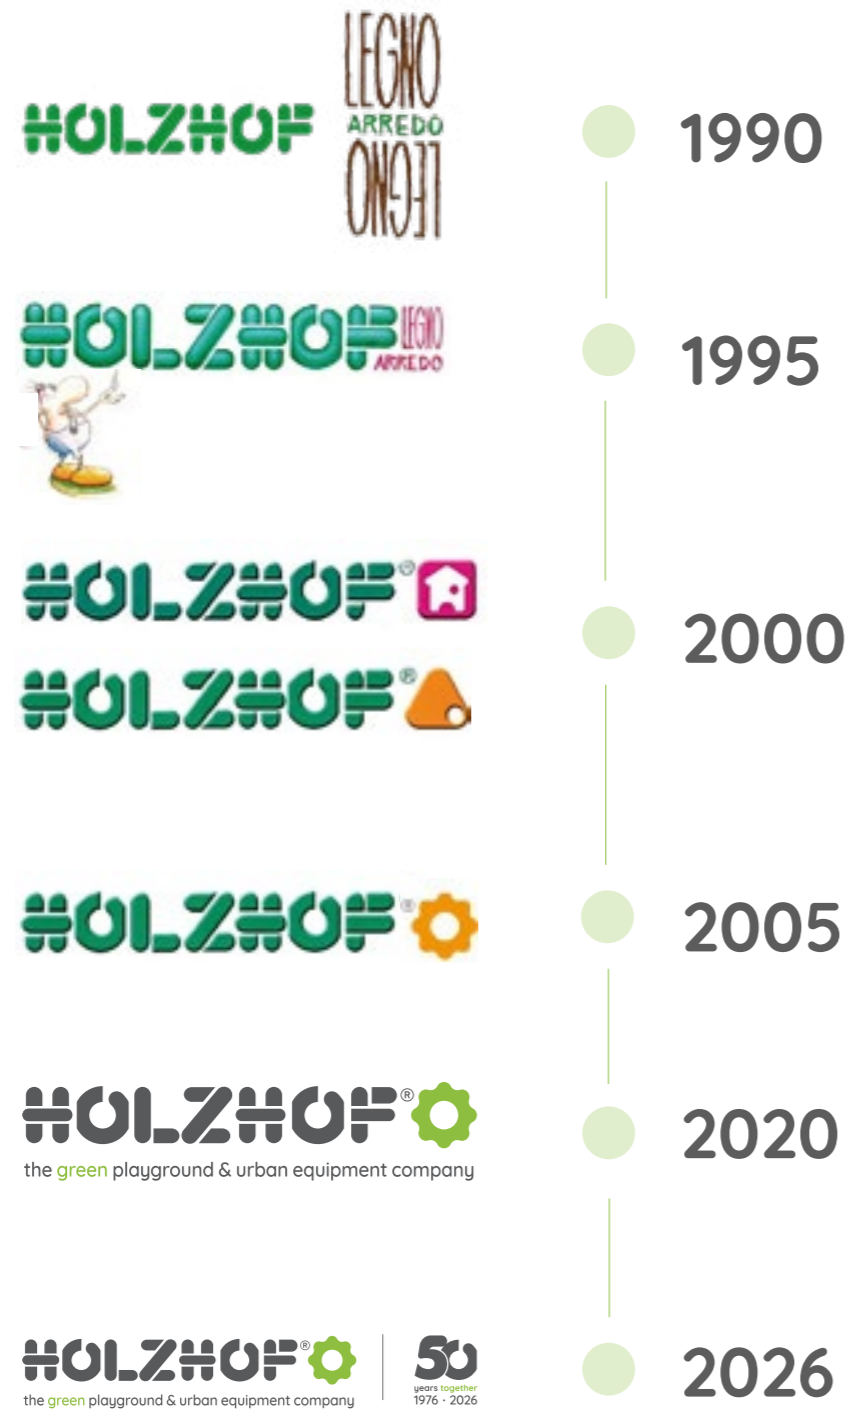 HOLZHOF
LEGNO
ARREDO
LEGNO
1990
HOLZHOF
LEGNO
ARREDO
1995
HOLZHOF®
2000
HOLZHOF®
HOLZHOF®
2005
HOLZHOF®
the green playground & urban equipment company
2020
HOLZHOF®
the green playground & urban equipment company
50
years together
1976 · 2026
2026